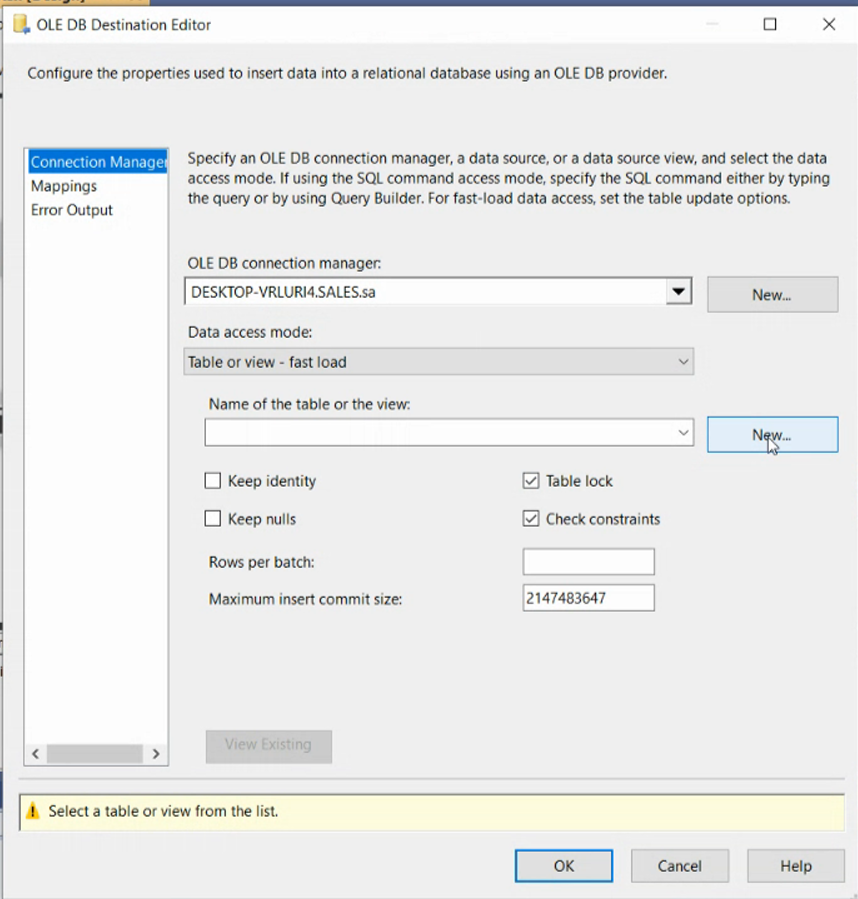 OLE DB Destination Editor
Configure the properties used to insert data into a relational database using an OLE DB provider.
Connection Manager
Mappings
Error Output
Specify an OLE DB connection manager, a data source, or a data source view, and select the data
access mode. If using the SQL command access mode, specify the SQL command either by typing
the query or by using Query Builder. For fast-load data access, set the table update options.
OLE DB connection manager:
DESKTOP-VRLURI4.SALES.sa
New...
Data access mode:
Table or view - fast load
Name of the table or the view:
New...
Keep identity
Table lock
Keep nulls
Check constraints
Rows per batch:
Maximum insert commit size:
2147483647
View Existing
Select a table or view from the list.
OK
Cancel
Help